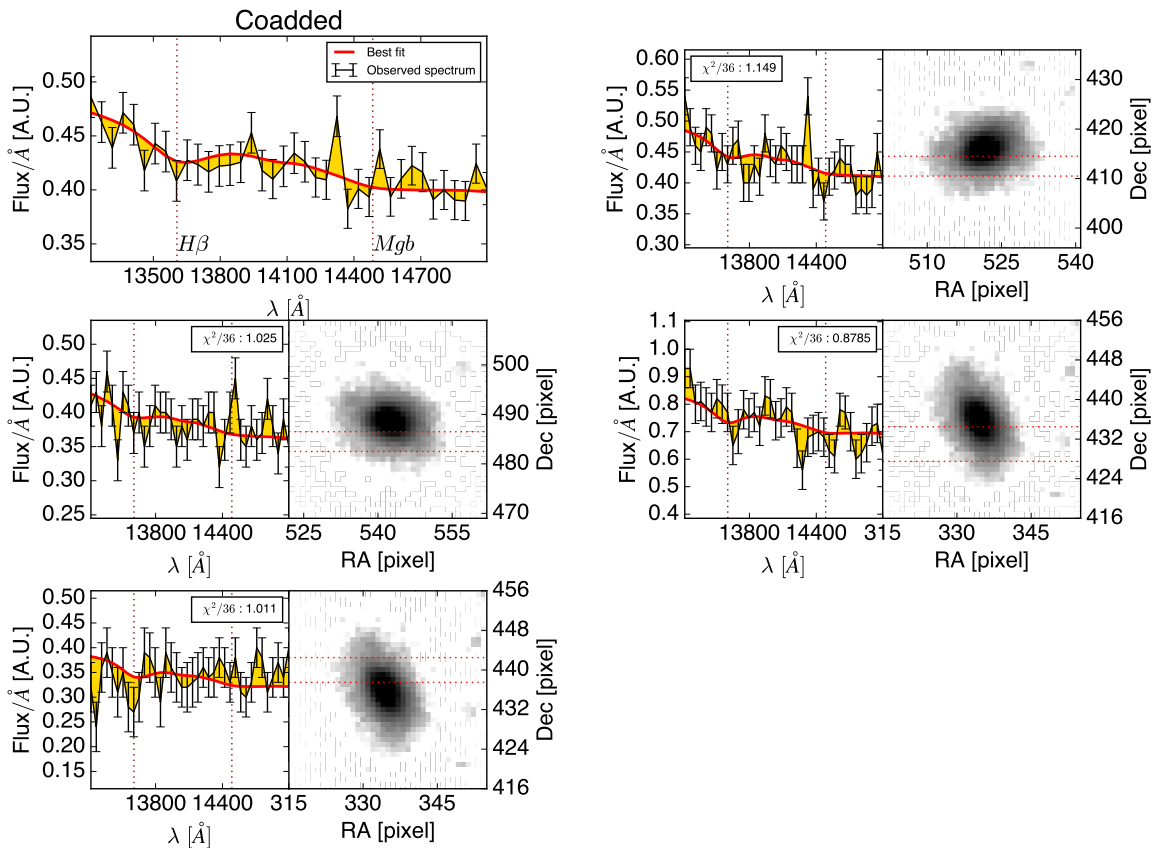 Coadded
Best fit
Observed spectrum
Flux/Å [A.U.]
0.50
0.45
0.40
0.35
Hβ
Mgb
13500 13800 14100 14400 14700
λ [Å]
χ²/36 : 1.149
Flux/Å [A.U.]
0.65
0.60
0.55
0.50
0.45
0.40
0.35
0.30
13800 14400
λ [Å]
510 525 540
RA [pixel]
430
420
410
400
Dec [pixel]
χ²/36 : 1.025
Flux/Å [A.U.]
0.50
0.45
0.40
0.35
0.30
0.25
13800 14400
λ [Å]
525 540 555
RA [pixel]
500
490
480
470
Dec [pixel]
χ²/36 : 0.8785
Flux/Å [A.U.]
1.1
1.0
0.9
0.8
0.7
0.6
0.5
0.4
13800 14400
λ [Å]
315 330 345
RA [pixel]
456
448
440
432
424
416
Dec [pixel]
χ²/36 : 1.011
Flux/Å [A.U.]
0.50
0.45
0.40
0.35
0.30
0.25
0.20
0.15
13800 14400
λ [Å]
315 330 345
RA [pixel]
456
448
440
432
424
416
Dec [pixel]